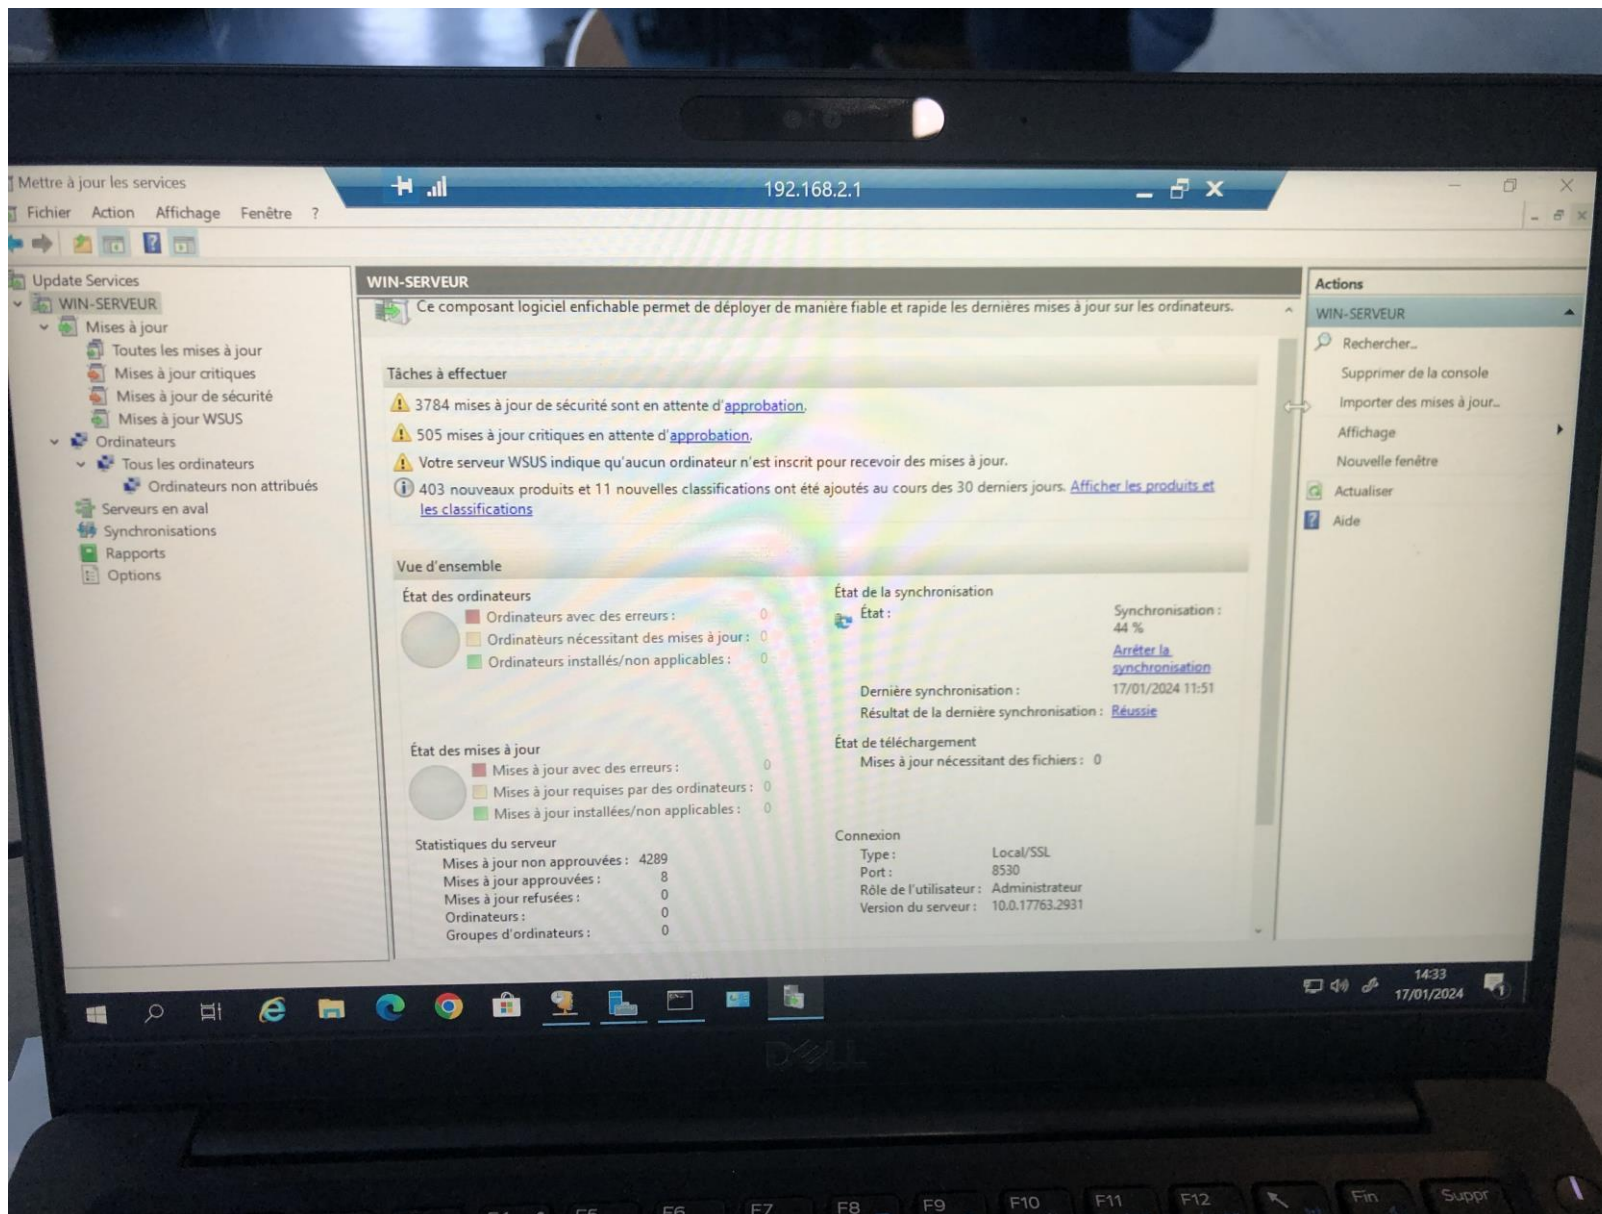 Mettre à jour les services
192.168.2.1
Fichier Action Affichage Fenêtre ?
Update Services
WIN-SERVEUR
Mises à jour
Toutes les mises à jour
Mises à jour critiques
Mises à jour de sécurité
Mises à jour WSUS
Ordinateurs
Tous les ordinateurs
Ordinateurs non attribués
Serveurs en aval
Synchronisations
Rapports
Options
WIN-SERVEUR
Ce composant logiciel enfichable permet de déployer de manière fiable et rapide les dernières mises à jour sur les ordinateurs.
Tâches à effectuer
3784 mises à jour de sécurité sont en attente d'approbation.
505 mises à jour critiques en attente d'approbation.
Votre serveur WSUS indique qu'aucun ordinateur n'est inscrit pour recevoir des mises à jour.
403 nouveaux produits et 11 nouvelles classifications ont été ajoutés au cours des 30 derniers jours. Afficher les produits et
les classifications
Vue d'ensemble
État des ordinateurs
Ordinateurs avec des erreurs : 0
Ordinateurs nécessitant des mises à jour : 0
Ordinateurs installés/non applicables : 0
État de la synchronisation
État : Synchronisation :
44 %
Arrêter la
synchronisation
Dernière synchronisation : 17/01/2024 11:51
Résultat de la dernière synchronisation : Réussie
État des mises à jour
Mises à jour avec des erreurs : 0
Mises à jour requises par des ordinateurs : 0
Mises à jour installées/non applicables : 0
État de téléchargement
Mises à jour nécessitant des fichiers : 0
Statistiques du serveur
Mises à jour non approuvées : 4289
Mises à jour approuvées : 8
Mises à jour refusées : 0
Ordinateurs : 0
Groupes d'ordinateurs : 0
Connexion
Type : Local/SSL
Port : 8530
Rôle de l'utilisateur : Administrateur
Version du serveur : 10.0.17763.2931
Actions
WIN-SERVEUR
Rechercher...
Supprimer de la console
Importer des mises à jour...
Affichage
Nouvelle fenêtre
Actualiser
Aide
14:33
17/01/2024
1
DELL
F5 F6 F7 F8 F9 F10 F11 F12 Fin Suppr